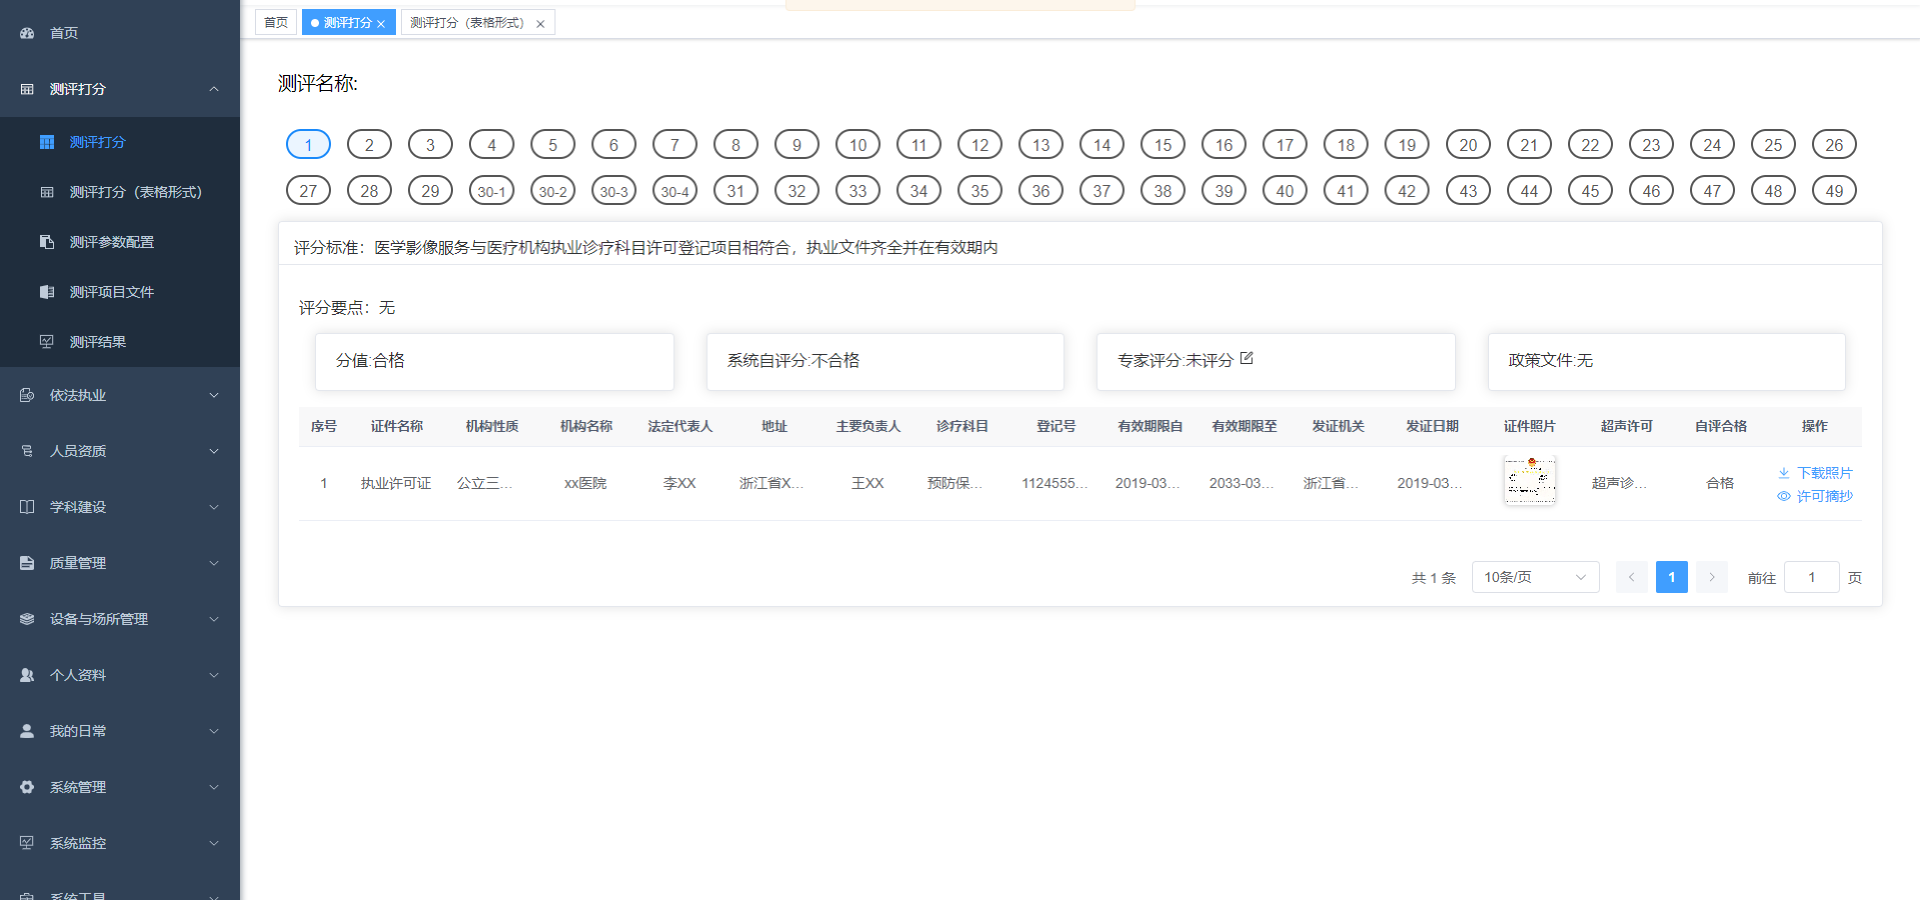 首页
测评打分
测评打分
测评打分（表格形式）
测评参数配置
测评项目文件
测评结果
依法执业
人员资质
学科建设
质量管理
设备与场所管理
个人资料
我的日常
系统管理
系统监控
系统工具
首页 测评打分 测评打分（表格形式）
测评名称:
1 2 3 4 5 6 7 8 9 10 11 12 13 14 15 16 17 18 19 20 21 22 23 24 25 26
27 28 29 30-1 30-2 30-3 30-4 31 32 33 34 35 36 37 38 39 40 41 42 43 44 45 46 47 48 49
评分标准：医学影像服务与医疗机构执业诊疗科目许可登记项目相符合，执业文件齐全并在有效期内
评分要点：无
分值:合格 系统自评分:不合格 专家评分:未评分 政策文件:无
序号 证件名称 机构性质 机构名称 法定代表人 地址 主要负责人 诊疗科目 登记号 有效期限自 有效期限至 发证机关 发证日期 证件照片 超声许可 自评合格 操作
1 执业许可证 公立三... xx医院 李XX 浙江省X... 王XX 预防保... 1124555... 2019-03... 2033-03... 浙江省... 2019-03... 超声诊... 合格 下载照片
许可摘抄
共 1 条 10条/页 1 前往 1 页